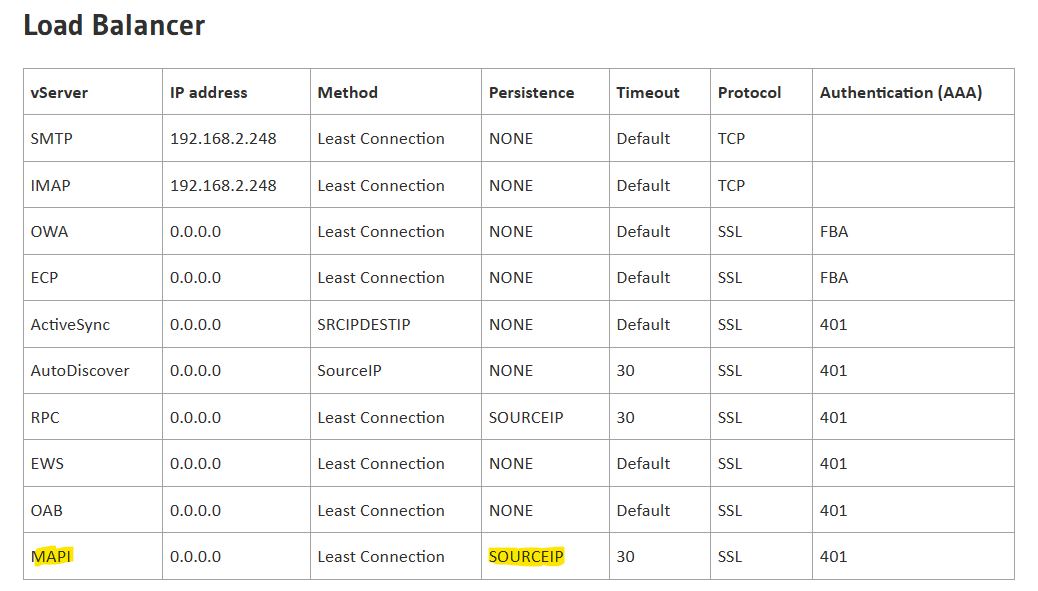 Load Balancer
vServer IP address Method Persistence Timeout Protocol Authentication (AAA)
SMTP 192.168.2.248 Least Connection NONE Default TCP
IMAP 192.168.2.248 Least Connection NONE Default TCP
OWA 0.0.0.0 Least Connection NONE Default SSL FBA
ECP 0.0.0.0 Least Connection NONE Default SSL FBA
ActiveSync 0.0.0.0 SRCIPDESTIP NONE Default SSL 401
AutoDiscover 0.0.0.0 SourceIP NONE 30 SSL 401
RPC 0.0.0.0 Least Connection SOURCEIP 30 SSL 401
EWS 0.0.0.0 Least Connection NONE Default SSL 401
OAB 0.0.0.0 Least Connection NONE Default SSL 401
MAPI 0.0.0.0 Least Connection SOURCEIP 30 SSL 401